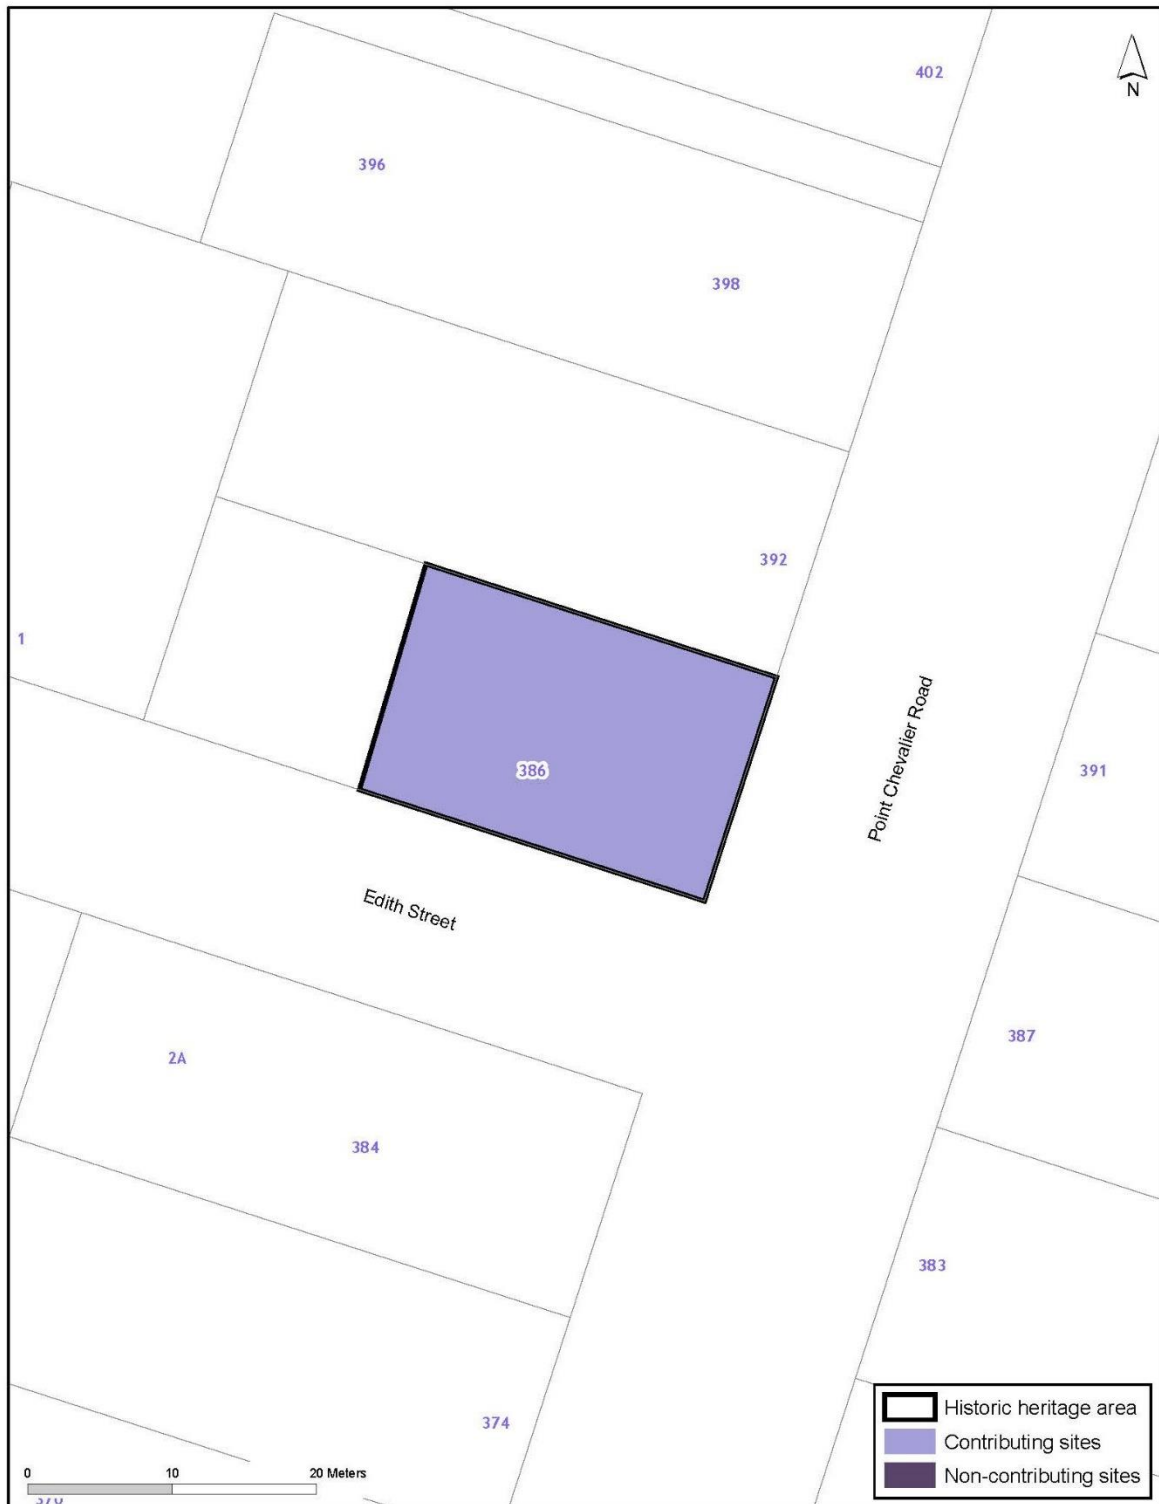 402
N
396
398
392
1
386
Point Chevalier Road
391
Edith Street
387
2A
384
383
374
Historic heritage area
Contributing sites
Non-contributing sites
0 10 20 Meters